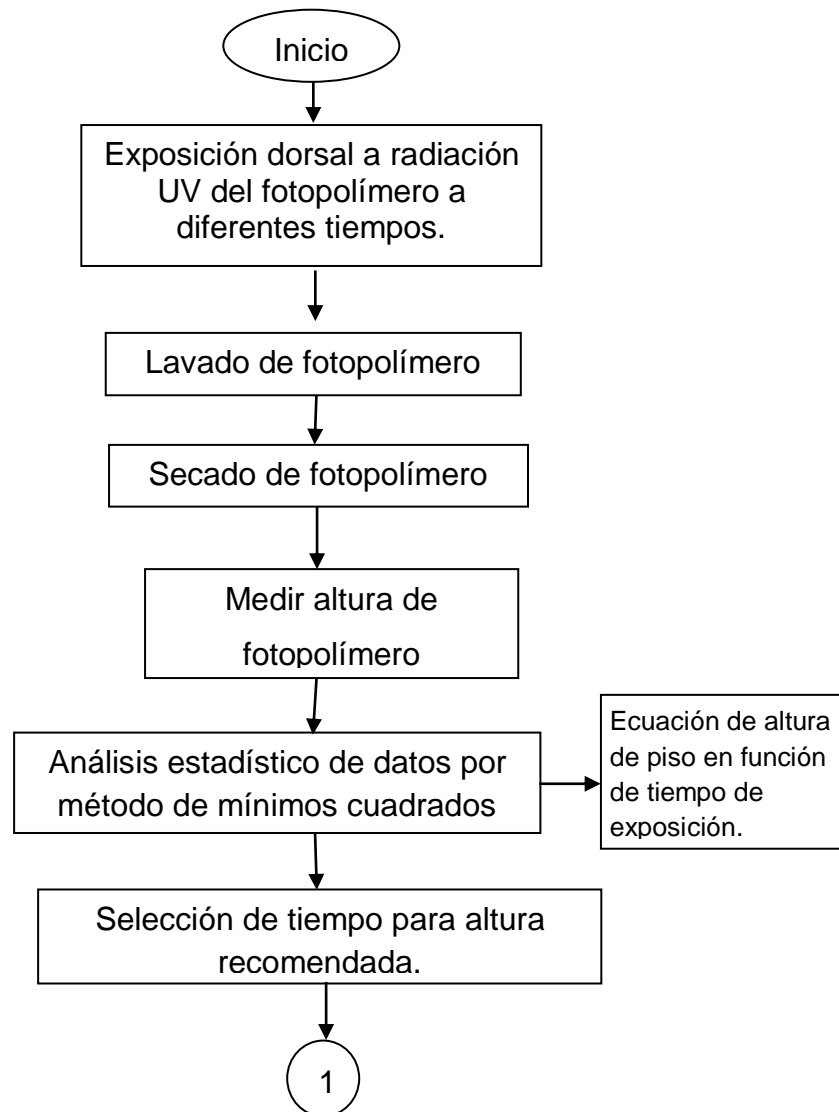 Inicio
Exposición dorsal a radiación
UV del fotopolímero a
diferentes tiempos.
Lavado de fotopolímero
Secado de fotopolímero
Medir altura de
fotopolímero
Análisis estadístico de datos por
método de mínimos cuadrados
Ecuación de altura
de piso en función
de tiempo de
exposición.
Selección de tiempo para altura
recomendada.
1